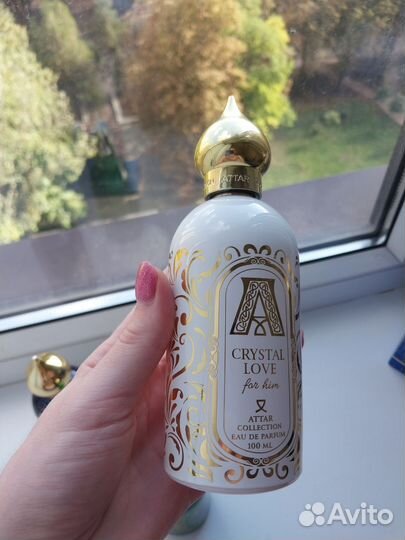 ATTAR
A
CRYSTAL
LOVE
for him
ATTAR
COLLECTION
EAU DE PARFUM
100 ML
Avito